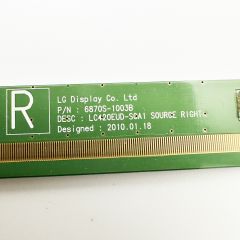 R
LG Display Co. Ltd
P/N : 6870S-1003B
DESC : LC420EUD-SCA1 SOURCE RIGHT
Designed : 2010.01.18